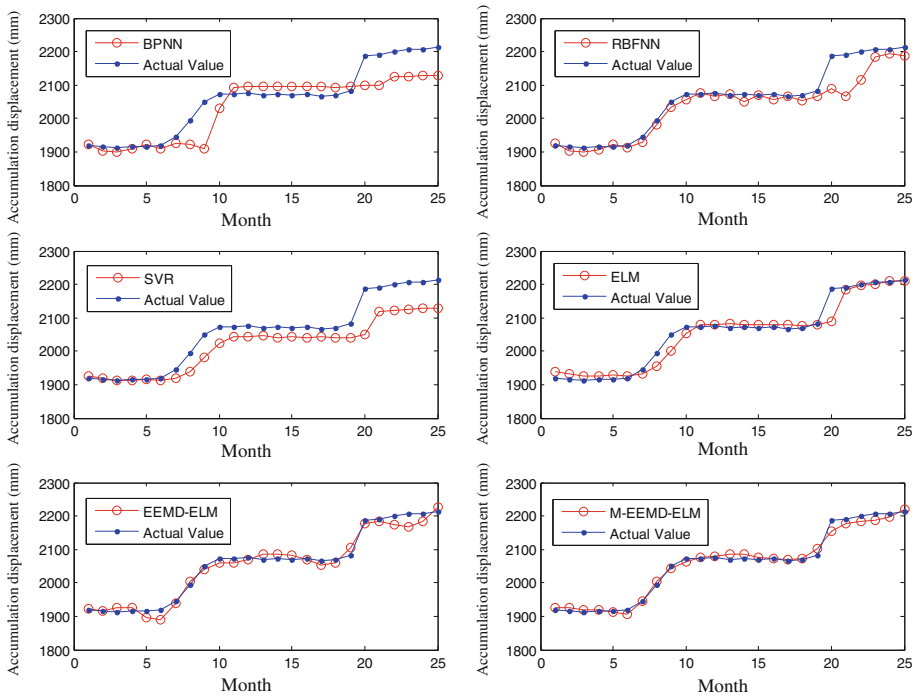 2300
2200
2100
2000
1900
1800
Accumulation displacement (mm)
BPNN
Actual Value
0 5 10 15 20 25
Month
2300
2200
2100
2000
1900
1800
Accumulation displacement (mm)
RBFNN
Actual Value
0 5 10 15 20 25
Month
2300
2200
2100
2000
1900
1800
Accumulation displacement (mm)
SVR
Actual Value
0 5 10 15 20 25
Month
2300
2200
2100
2000
1900
1800
Accumulation displacement (mm)
ELM
Actual Value
0 5 10 15 20 25
Month
2300
2200
2100
2000
1900
1800
Accumulation displacement (mm)
EEMD-ELM
Actual Value
0 5 10 15 20 25
Month
2300
2200
2100
2000
1900
1800
Accumulation displacement (mm)
M-EEMD-ELM
Actual Value
0 5 10 15 20 25
Month